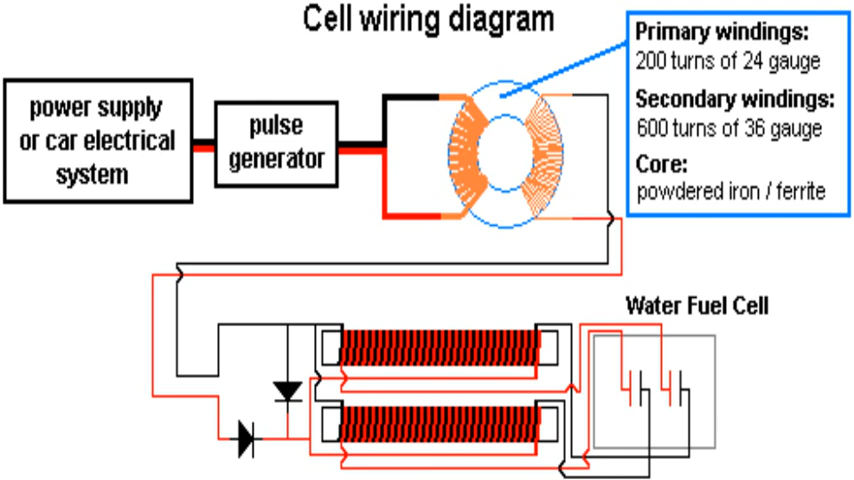 Cell wiring diagram
power supply
or car electrical
system
pulse
generator
Primary windings:
200 turns of 24 gauge
Secondary windings:
600 turns of 36 gauge
Core:
powdered iron / ferrite
Water Fuel Cell